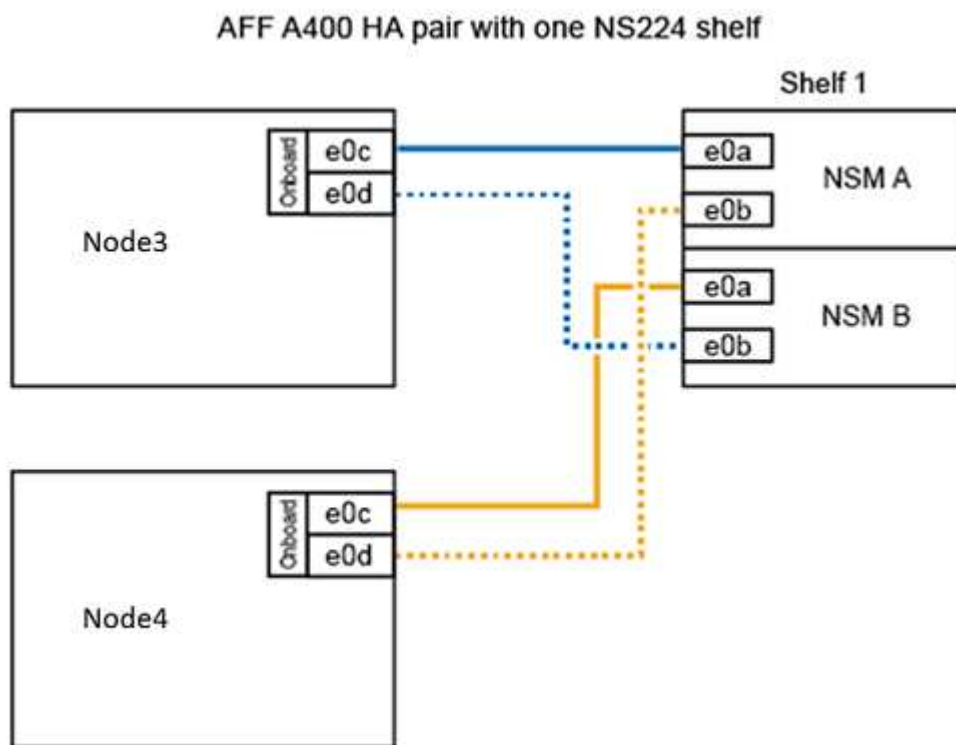 AFF A400 HA pair with one NS224 shelf
Shelf 1
Onboard
e0c
e0d
Node3
e0a
e0b
NSM A
e0a
e0b
NSM B
Onboard
e0c
e0d
Node4